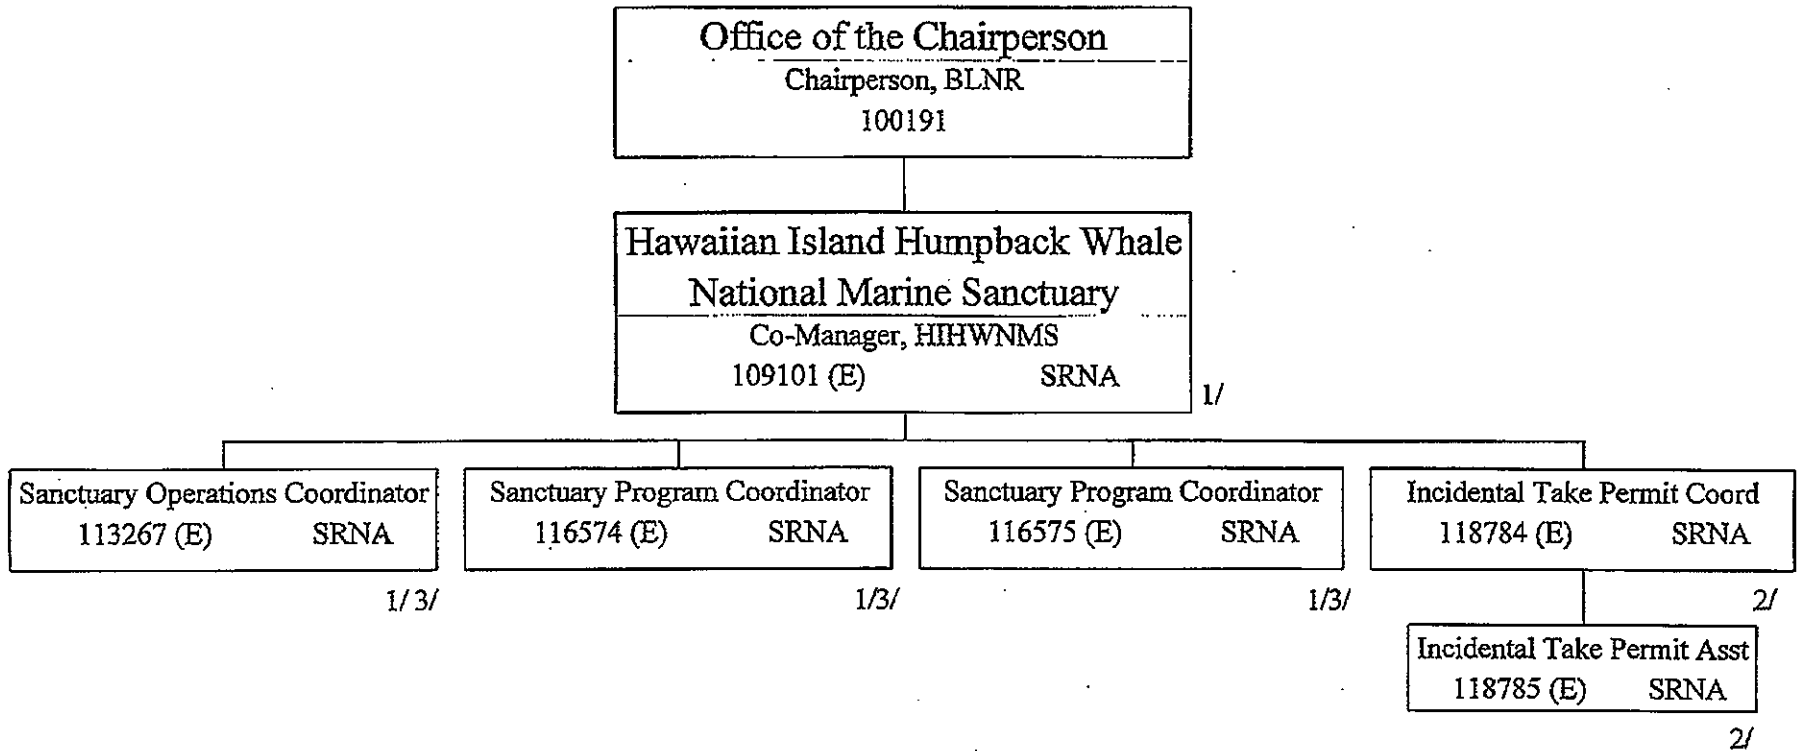 Office of the Chairperson
Chairperson, BLNR
100191
Hawaiian Island Humpback Whale
National Marine Sanctuary
Co-Manager, HIHWNMS
109101 (E) SRNA
1/
Sanctuary Operations Coordinator
113267 (E) SRNA
1/ 3/
Sanctuary Program Coordinator
116574 (E) SRNA
1/3/
Sanctuary Program Coordinator
116575 (E) SRNA
1/3/
Incidental Take Permit Coord
118784 (E) SRNA
2/
Incidental Take Permit Asst
118785 (E) SRNA
2/